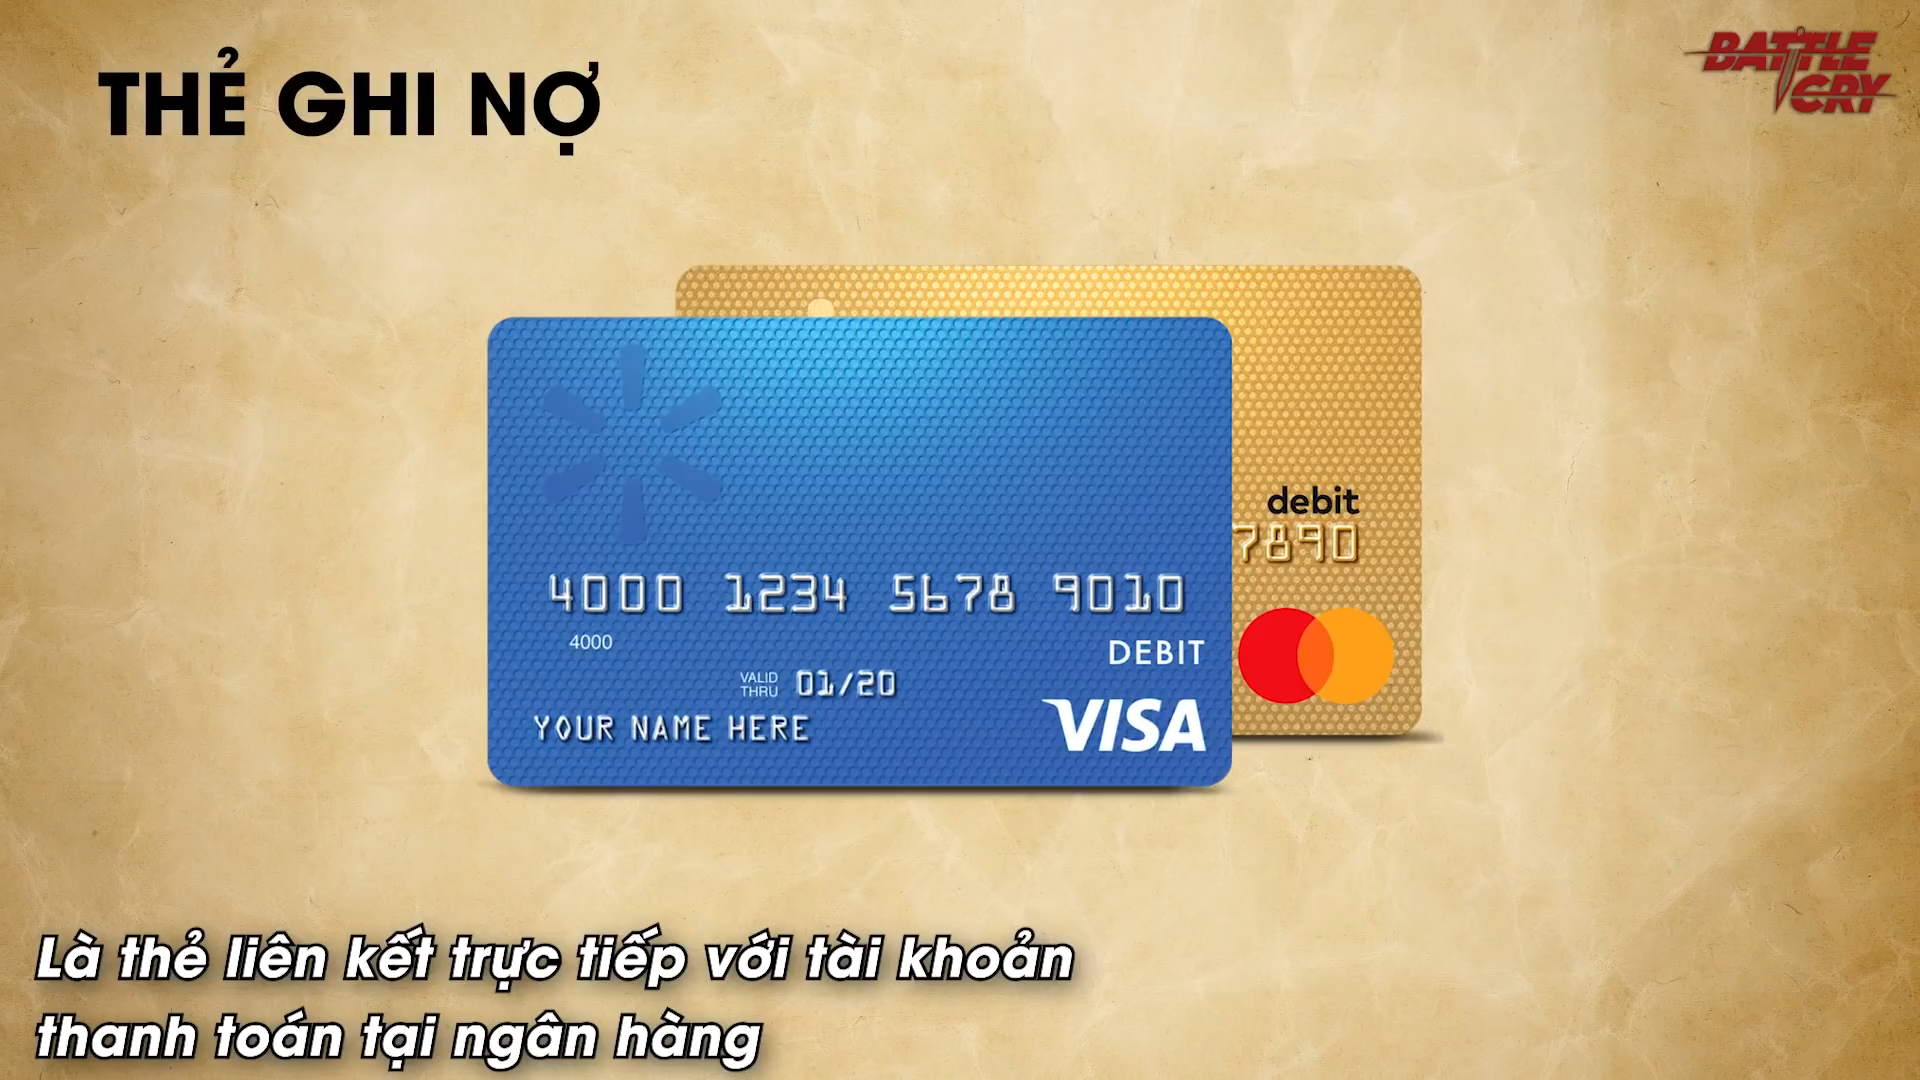 THẺ GHI NỢ
BATTLE
CRY
debit
7890
4000 1234 5678 9010
4000
DEBIT
VALID
THRU 01/20
YOUR NAME HERE
VISA
Là thẻ liên kết trực tiếp với tài khoản
thanh toán tại ngân hàng